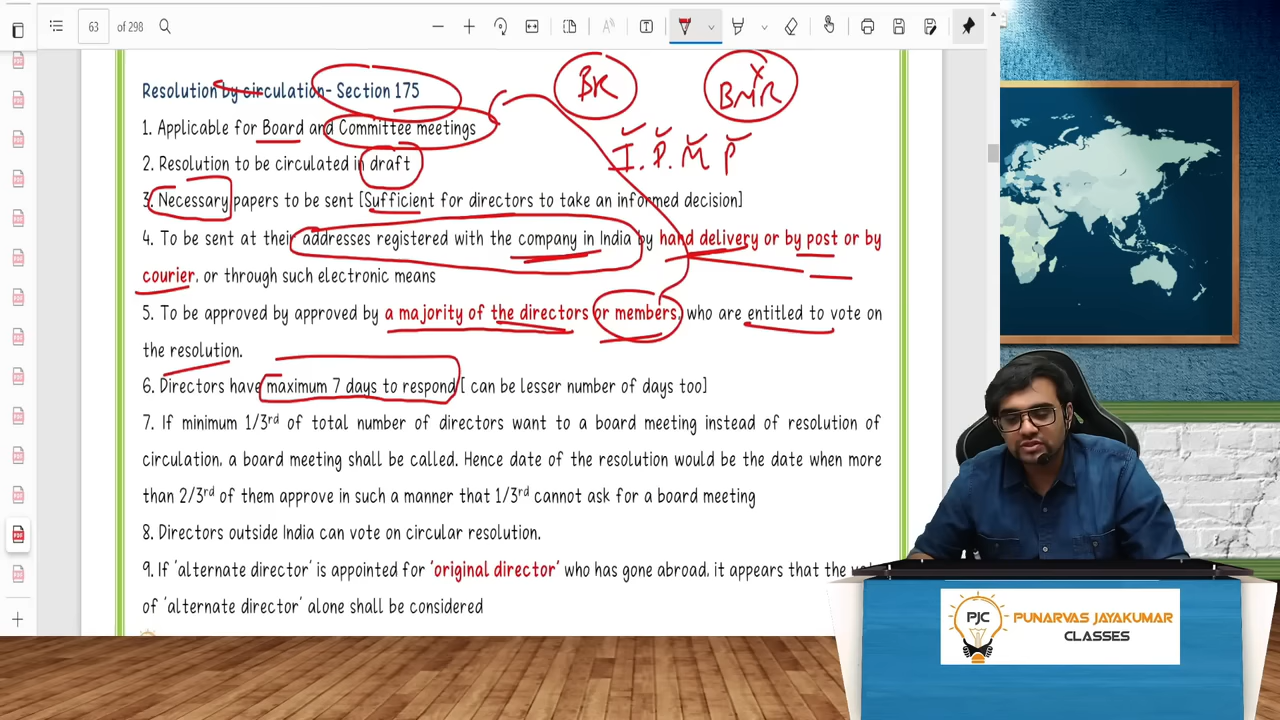 63 of 298
Resolution by circulation- Section 175
BR
BMR
1. Applicable for Board and Committee meetings
I. P. M P
2. Resolution to be circulated in draft
3. Necessary papers to be sent [Sufficient for directors to take an informed decision]
4. To be sent at their addresses registered with the company in India by hand delivery or by post or by
courier, or through such electronic means
5. To be approved by approved by a majority of the directors or members, who are entitled to vote on
the resolution.
6. Directors have maximum 7 days to respond [ can be lesser number of days too]
7. If minimum 1/3rd of total number of directors want to a board meeting instead of resolution of
circulation, a board meeting shall be called. Hence date of the resolution would be the date when more
than 2/3rd of them approve in such a manner that 1/3rd cannot ask for a board meeting
8. Directors outside India can vote on circular resolution.
9. If 'alternate director' is appointed for 'original director' who has gone abroad, it appears that the
of 'alternate director' alone shall be considered
PJC
PUNARVAS JAYAKUMAR
CLASSES